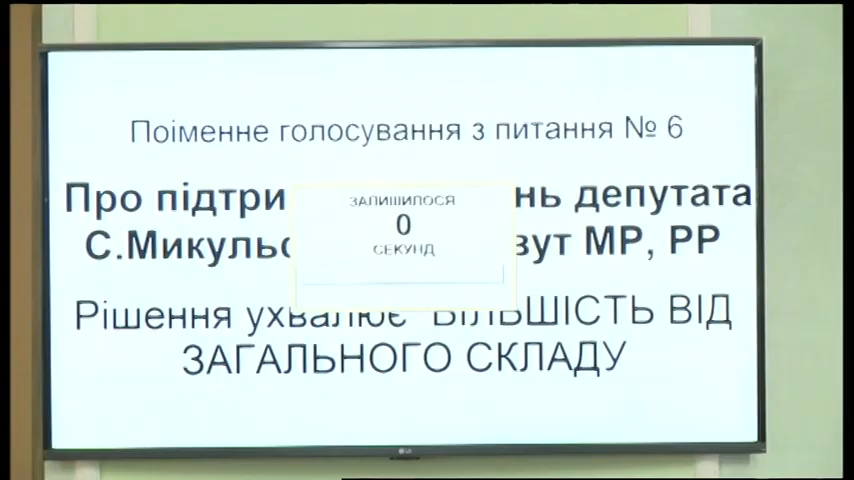 Поіменне голосування з питання № 6
Про підтри нь депутата
С.Микульс вут МР, РР
ЗАЛИШИЛОСЯ
0
СЕКУНД
Рішення ухвалює БІЛЬШІСТЬ ВІД
ЗАГАЛЬНОГО СКЛАДУ
LG